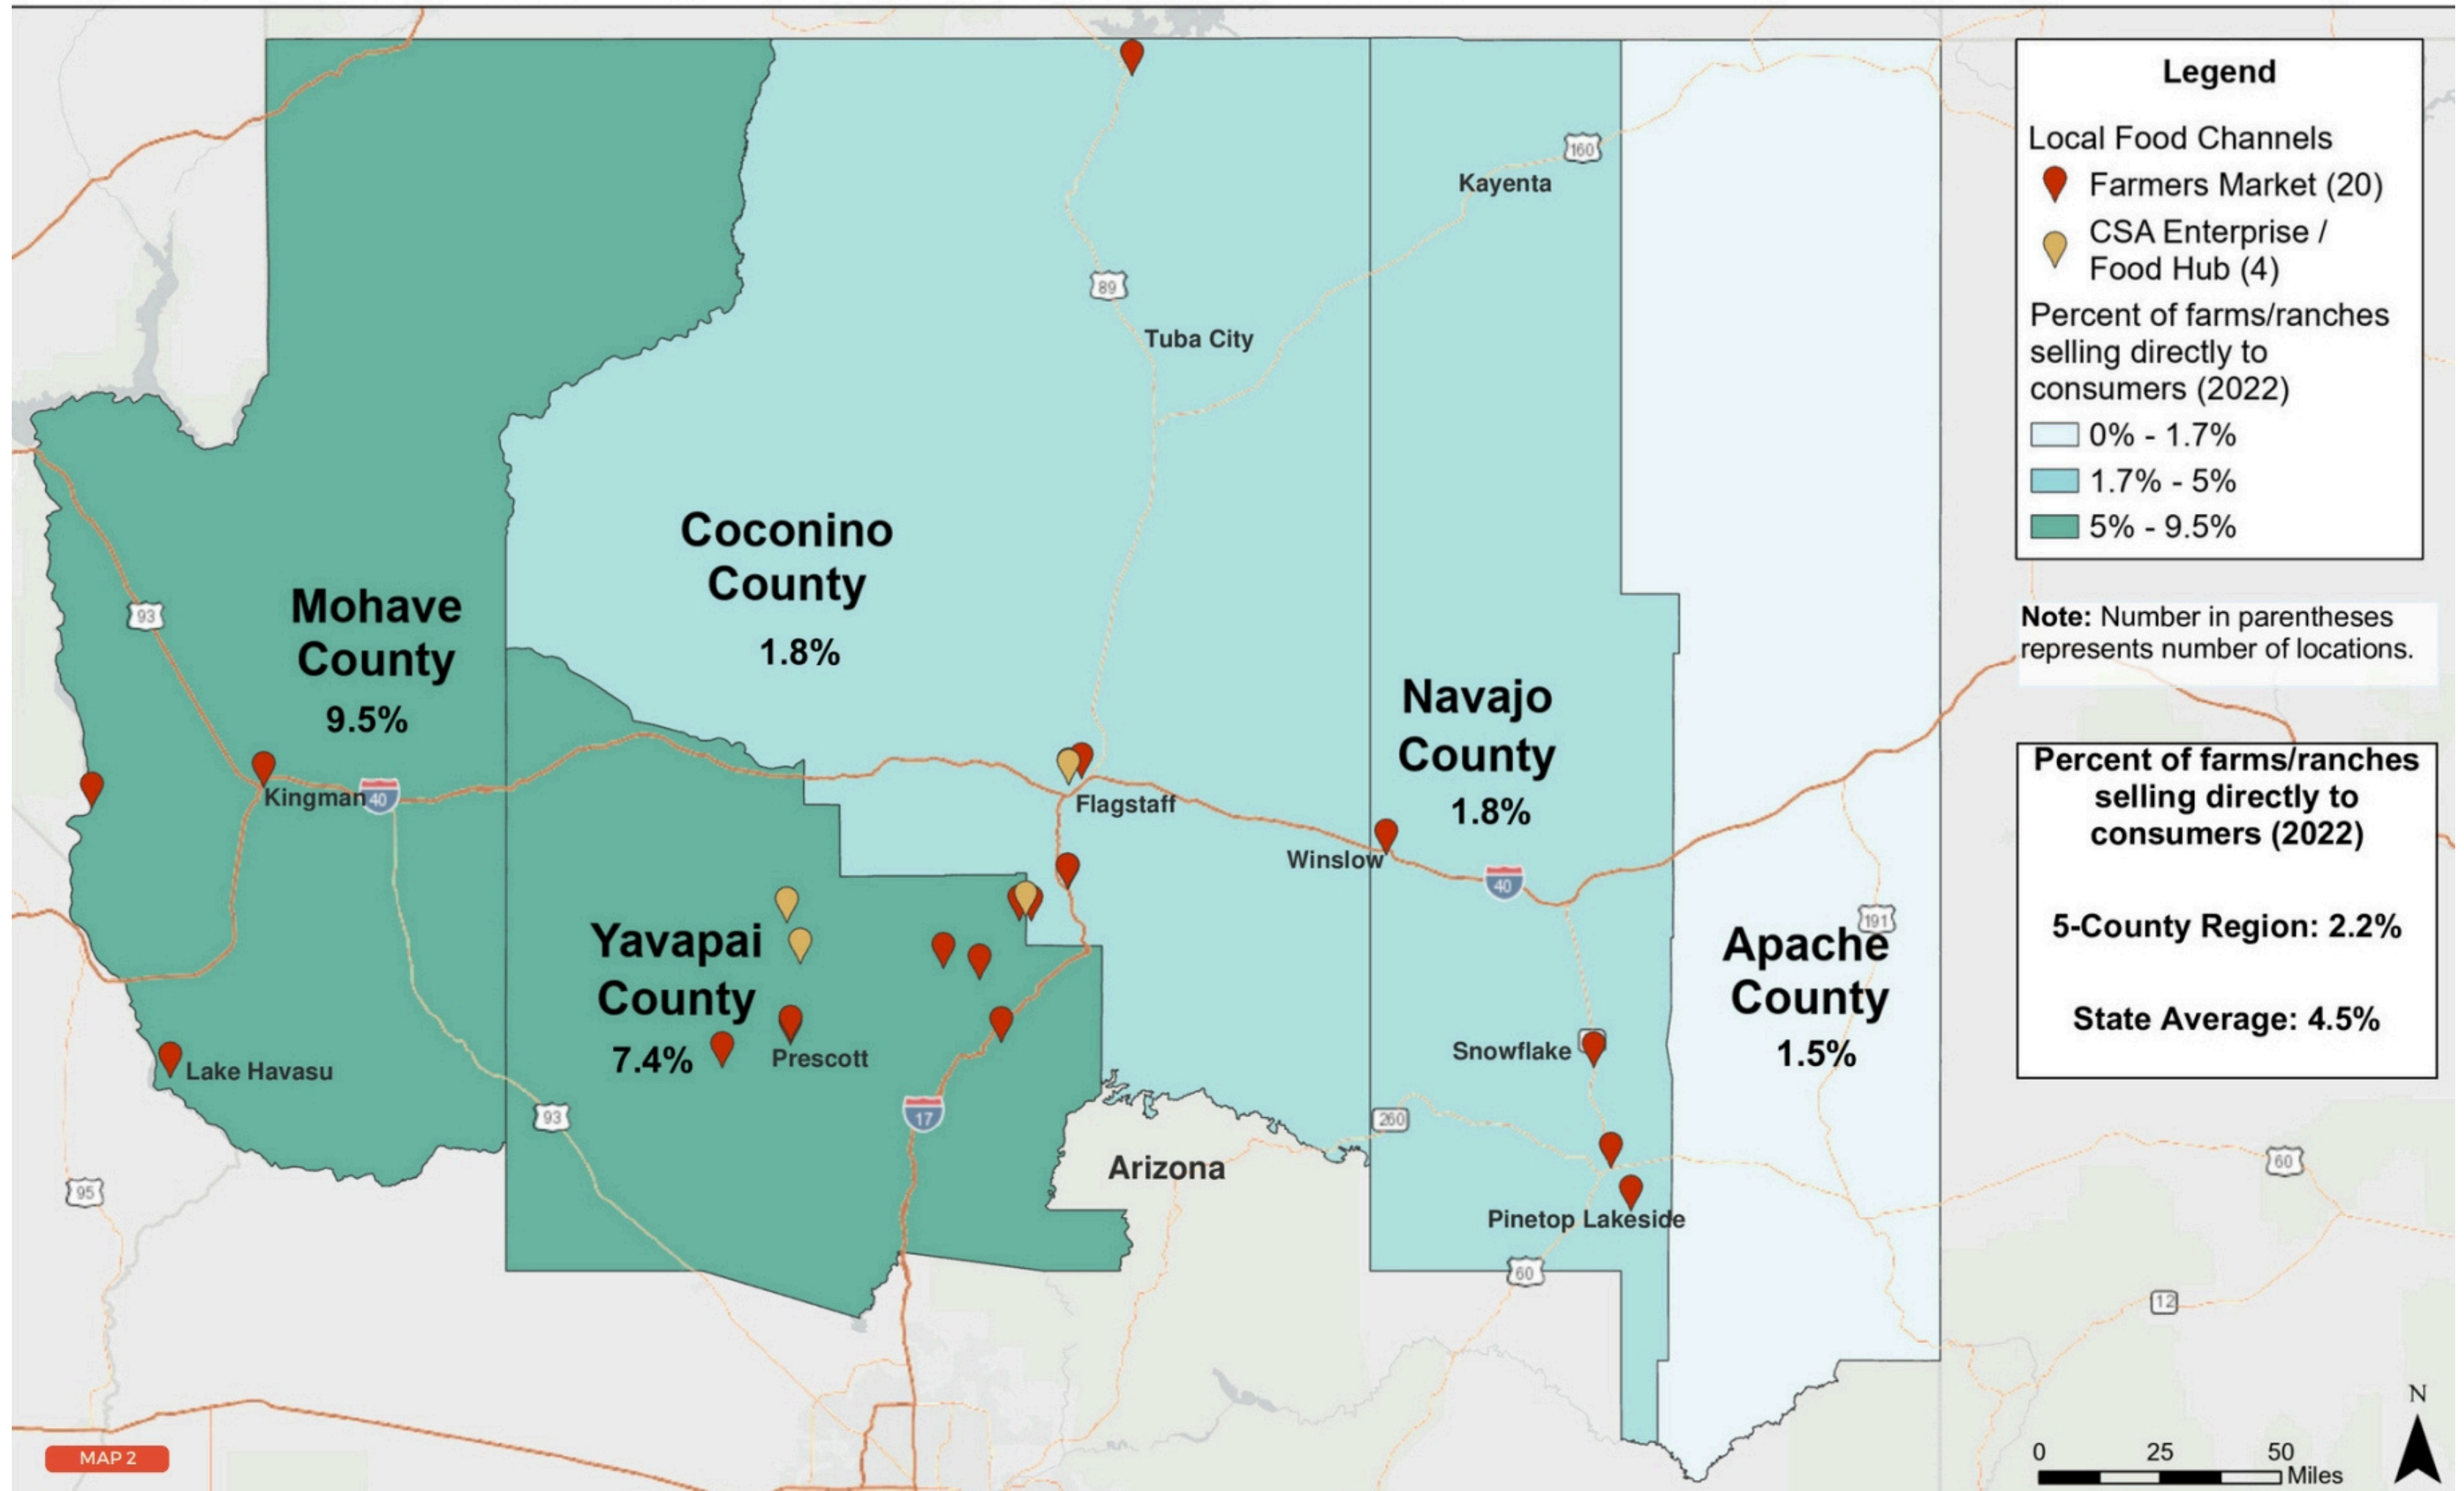 Legend
Local Food Channels
Farmers Market (20)
CSA Enterprise /
Food Hub (4)
Percent of farms/ranches
selling directly to
consumers (2022)
0% - 1.7%
1.7% - 5%
5% - 9.5%
Note: Number in parentheses
represents number of locations.
Percent of farms/ranches
selling directly to
consumers (2022)
5-County Region: 2.2%
State Average: 4.5%
160
Kayenta
89
Tuba City
Coconino
County
1.8%
Mohave
County
9.5%
93
Kingman
40
Flagstaff
Navajo
County
1.8%
Winslow
40
191
Apache
County
1.5%
Yavapai
County
7.4%
Prescott
Lake Havasu
Snowflake
93
17
260
Arizona
95
60
Pinetop Lakeside
60
12
MAP 2
N
0 25 50
Miles